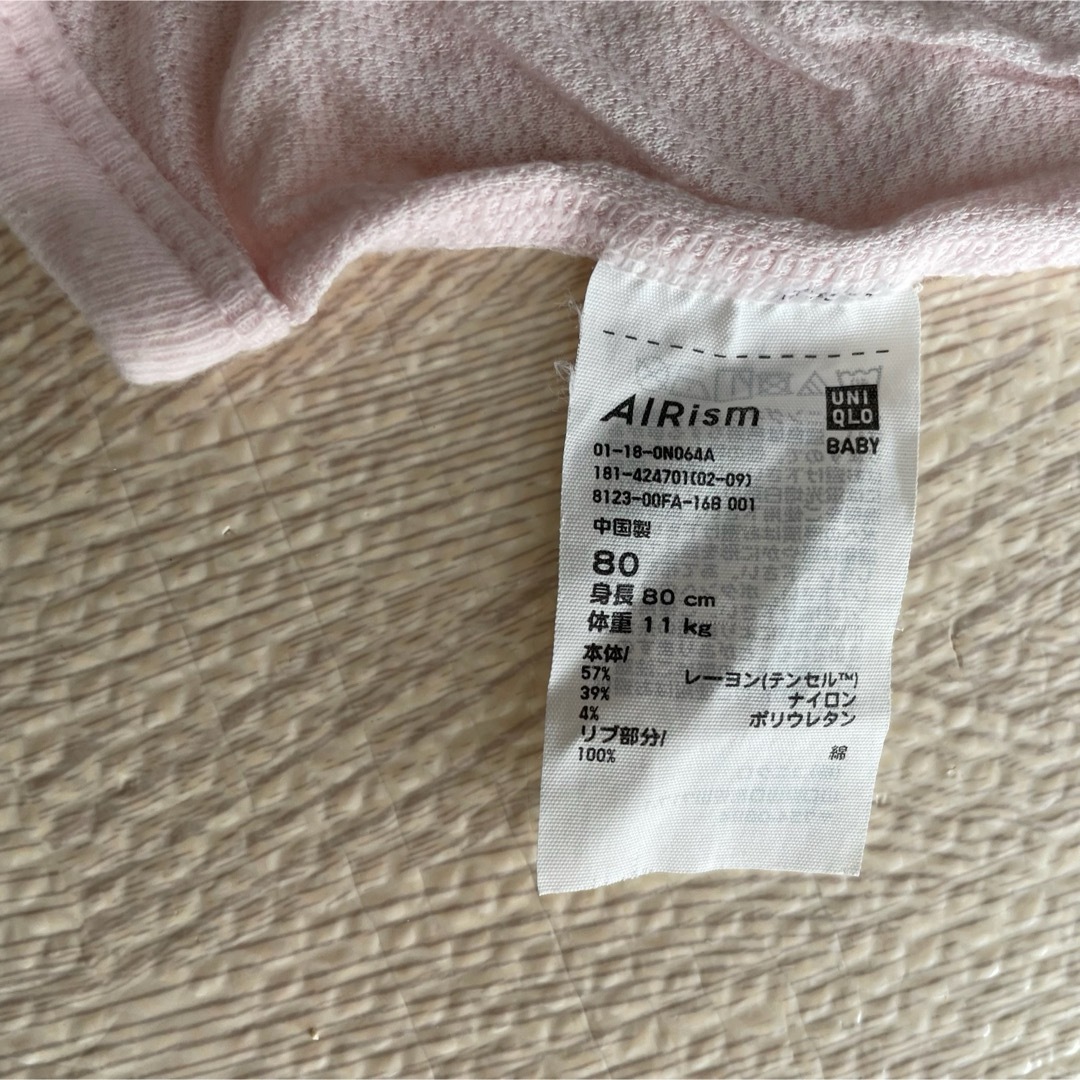 AIRism
UNI
QLO
BABY
01-18-0N064A
181-424701(02-09)
8123-00FA-16B 001
中国製
80
身長 80 cm
体重 11 kg
本体/
57% レーヨン(テンセル™)
39% ナイロン
4% ポリウレタン
リブ部分/
100% 綿